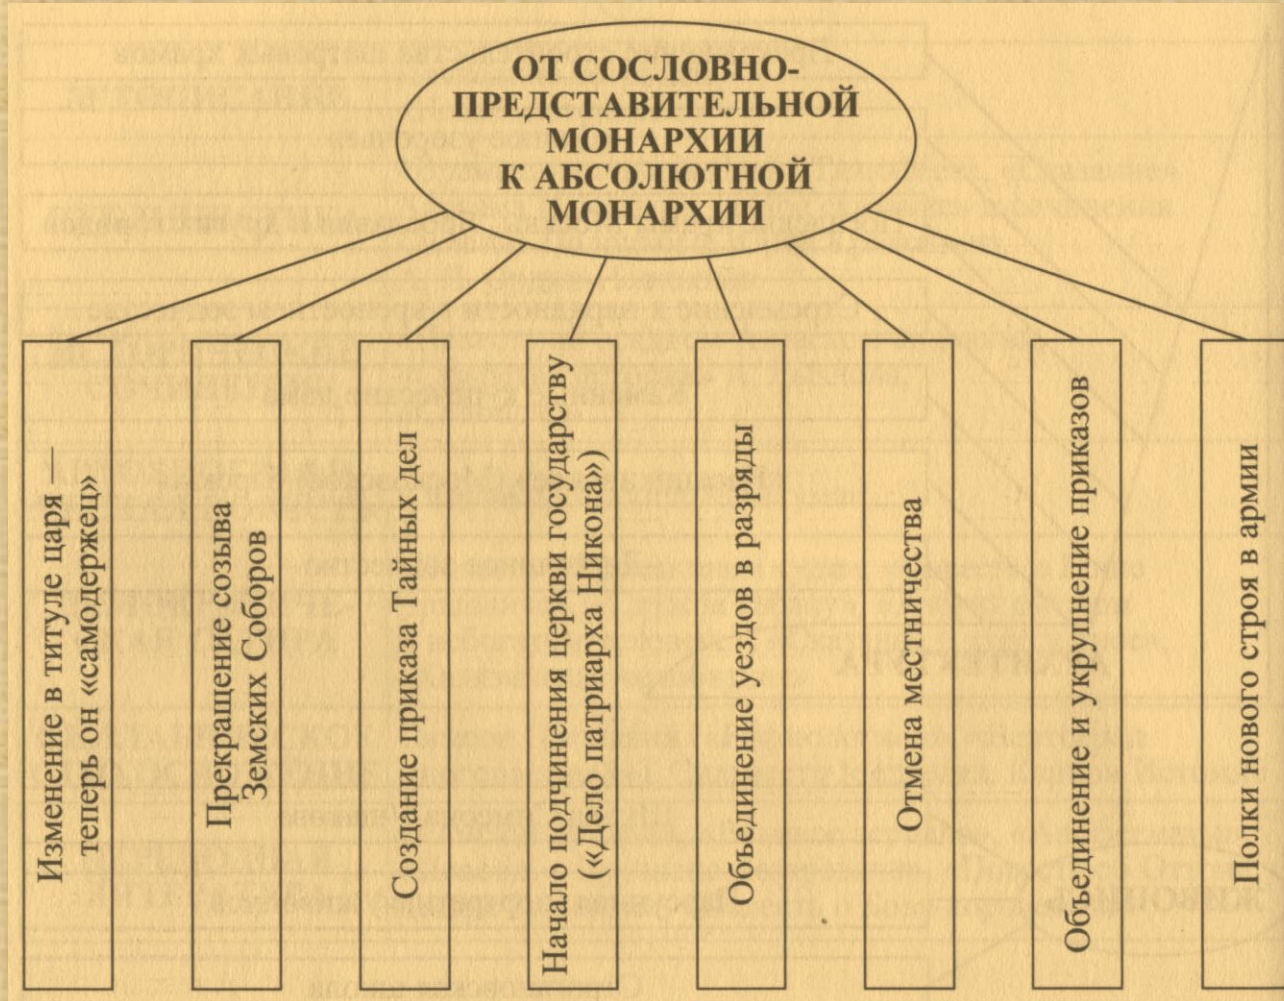 ОТ СОСЛОВНО-
ПРЕДСТАВИТЕЛЬНОЙ
МОНАРХИИ
К АБСОЛЮТНОЙ
МОНАРХИИ
Изменение в титуле царя —
теперь он «самодержец»
Прекращение созыва
Земских Соборов
Создание приказа Тайных дел
Начало подчинения церкви государству
(«Дело патриарха Никона»)
Объединение уездов в разряды
Отмена местничества
Объединение и укрупнение приказов
Полки нового строя в армии